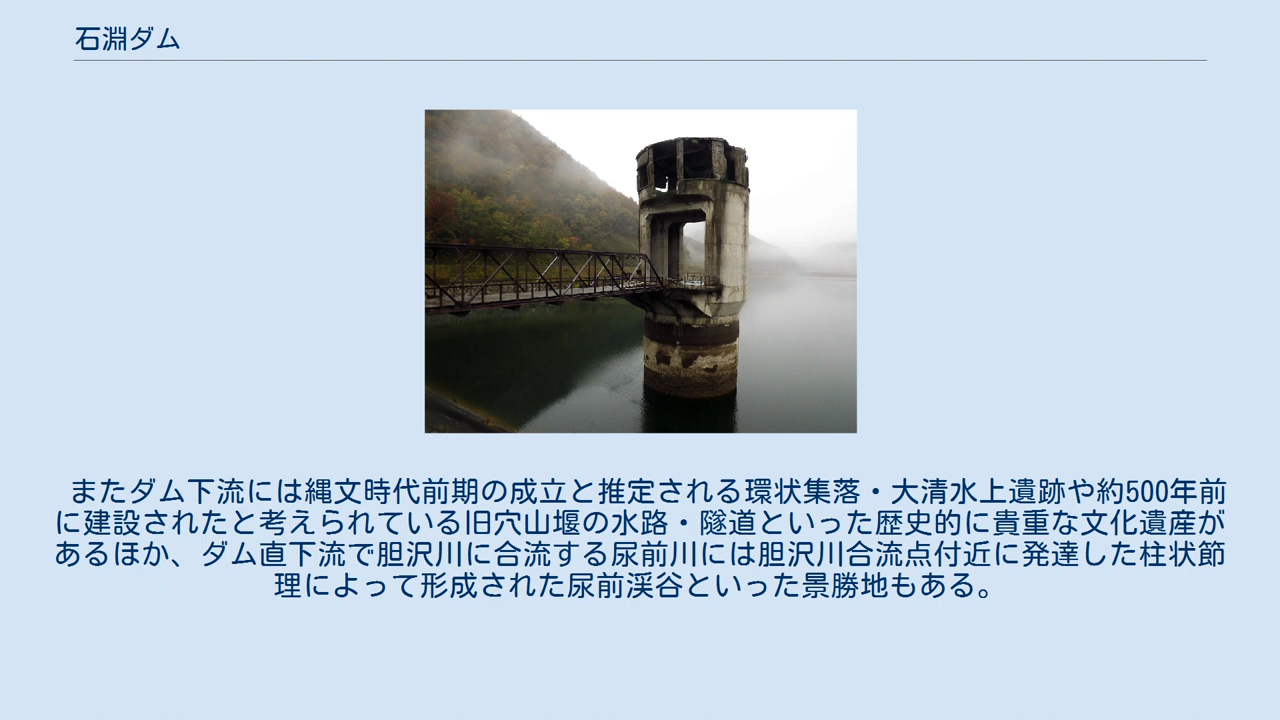 石淵ダム
またダム下流には縄文時代前期の成立と推定される環状集落・大清水上遺跡や約500年前
に建設されたと考えられている旧穴山堰の水路・隧道といった歴史的に貴重な文化遺産が
あるほか、ダム直下流で胆沢川に合流する尿前川には胆沢川合流点付近に発達した柱状節
理によって形成された尿前渓谷といった景勝地もある。